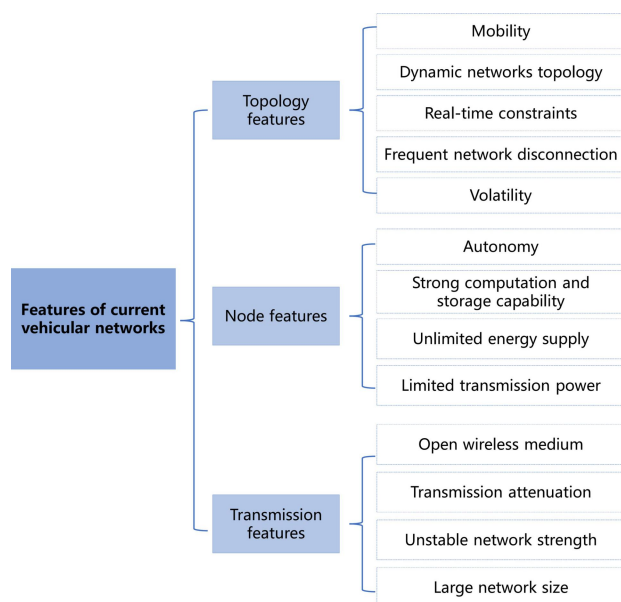 Features of current
vehicular networks
Topology
features
Mobility
Dynamic networks topology
Real-time constraints
Frequent network disconnection
Volatility
Node features
Autonomy
Strong computation and
storage capability
Unlimited energy supply
Limited transmission power
Transmission
features
Open wireless medium
Transmission attenuation
Unstable network strength
Large network size